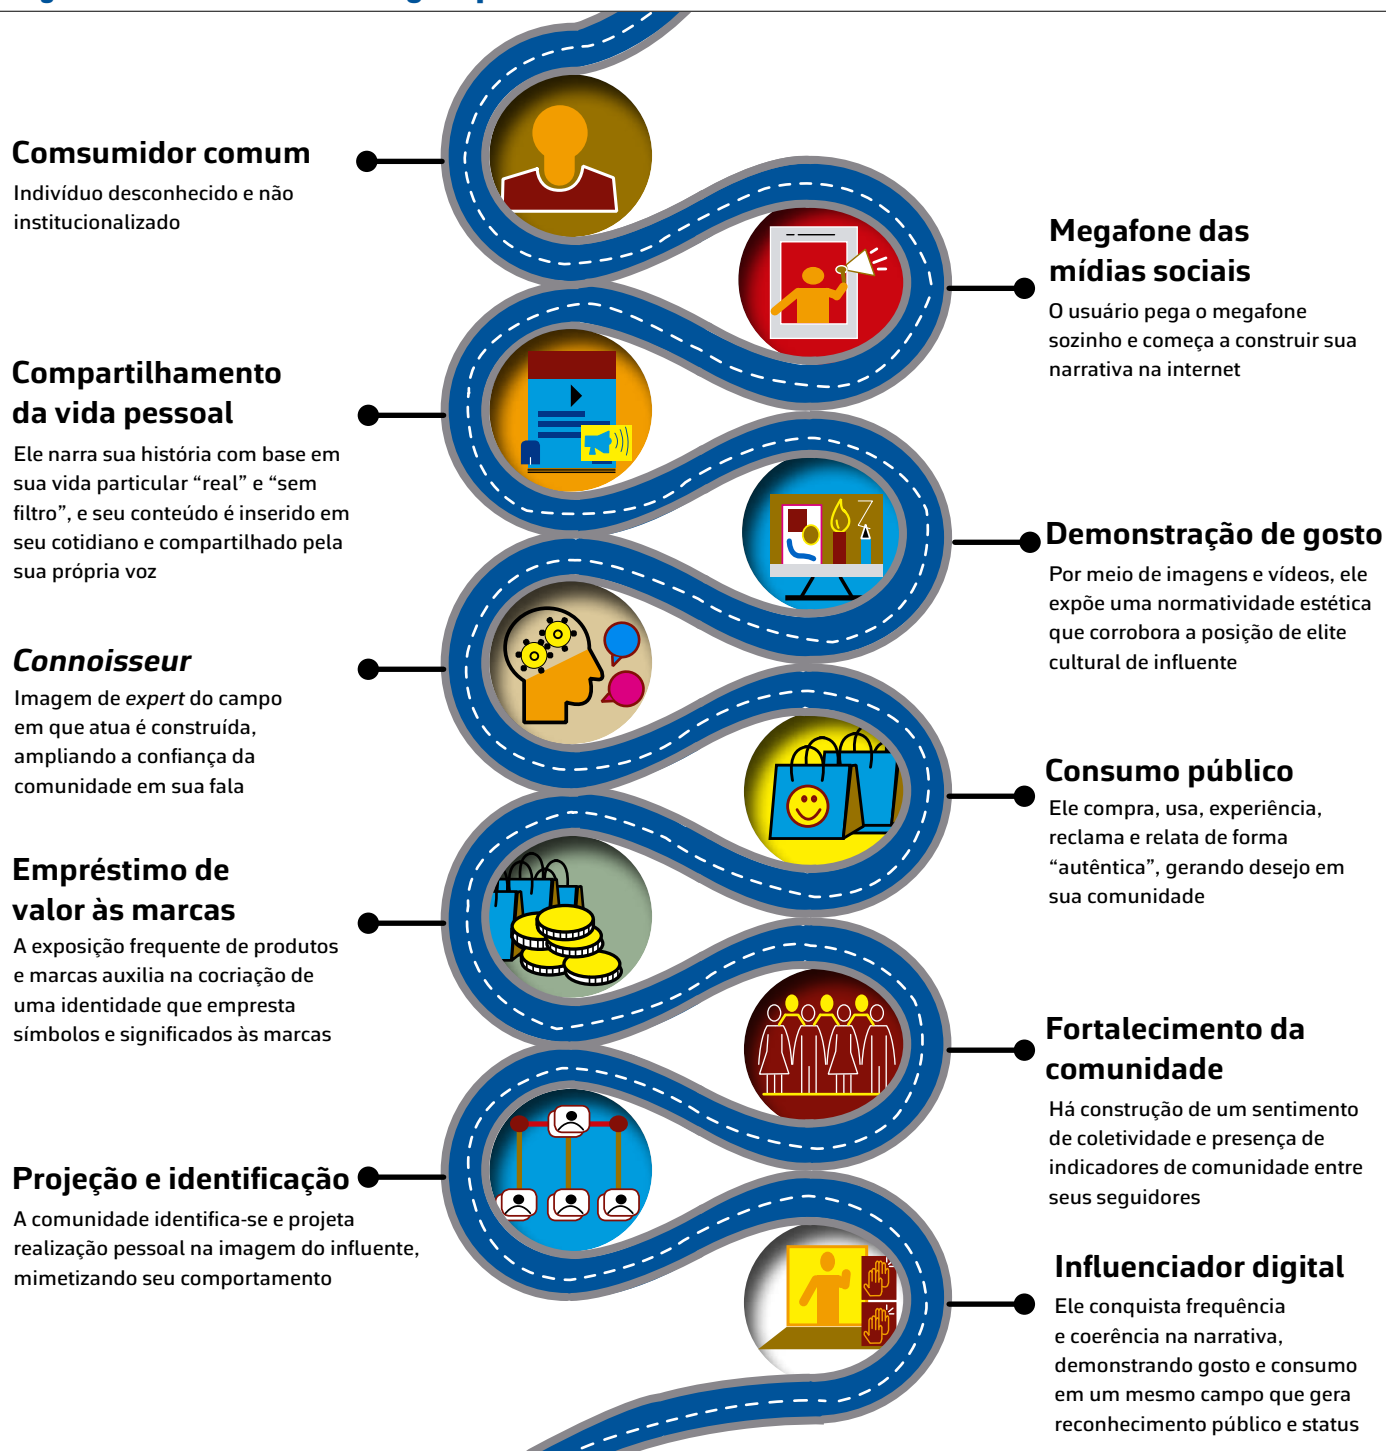 Comsumidor comum
Indivíduo desconhecido e não
institucionalizado
Megafone das
mídias sociais
O usuário pega o megafone
sozinho e começa a construir sua
narrativa na internet
Compartilhamento
da vida pessoal
Ele narra sua história com base em
sua vida particular “real” e “sem
filtro”, e seu conteúdo é inserido em
seu cotidiano e compartilhado pela
sua própria voz
Demonstração de gosto
Por meio de imagens e vídeos, ele
expõe uma normatividade estética
que corrobora a posição de elite
cultural de influente
Connoisseur
Imagem de expert do campo
em que atua é construída,
ampliando a confiança da
comunidade em sua fala
Consumo público
Ele compra, usa, experiência,
reclama e relata de forma
“autêntica”, gerando desejo em
sua comunidade
Empréstimo de
valor às marcas
A exposição frequente de produtos
e marcas auxilia na cocriação de
uma identidade que empresta
símbolos e significados às marcas
Fortalecimento da
comunidade
Há construção de um sentimento
de coletividade e presença de
indicadores de comunidade entre
seus seguidores
Projeção e identificação
A comunidade identifica-se e projeta
realização pessoal na imagem do influente,
mimetizando seu comportamento
Influenciador digital
Ele conquista frequência
e coerência na narrativa,
demonstrando gosto e consumo
em um mesmo campo que gera
reconhecimento público e status